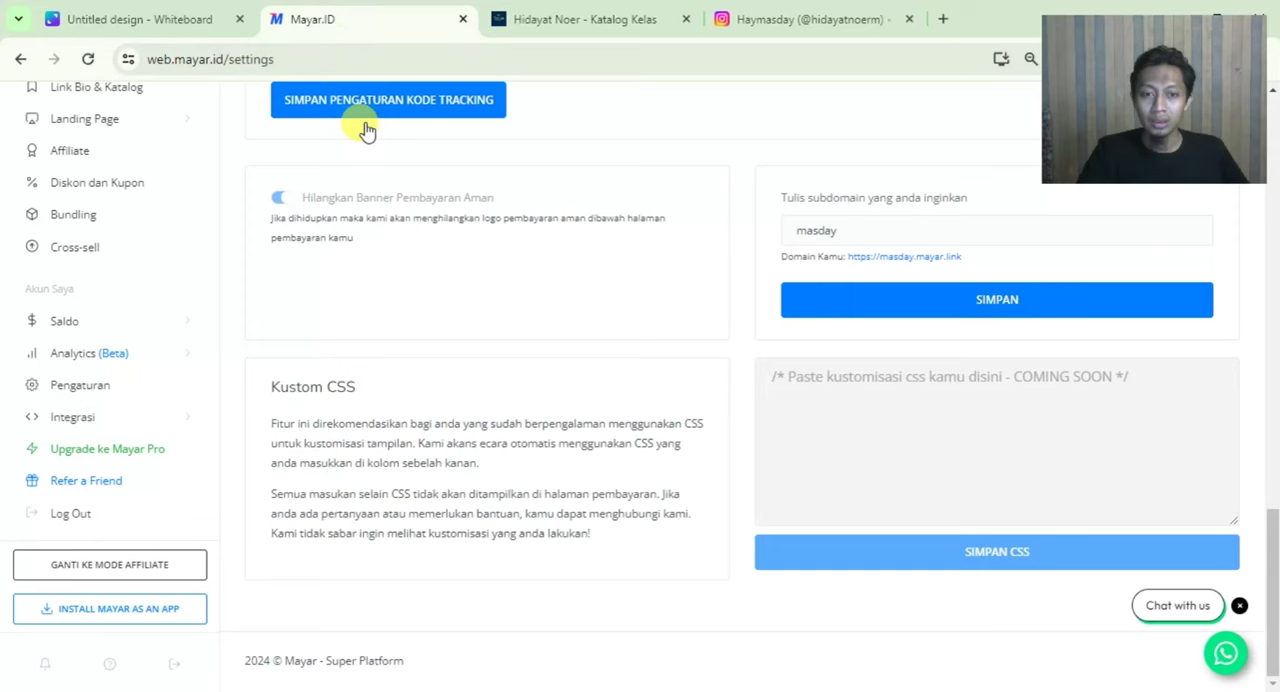 Untitled design - Whiteboard
Mayar.ID
Hidayat Noer - Katalog Kelas
Haymasday (@hidayatnoerm) -
web.mayar.id/settings
Link Bio & Katalog
Landing Page
Affiliate
Diskon dan Kupon
Bundling
Cross-sell
Akun Saya
Saldo
Analytics (Beta)
Pengaturan
Integrasi
Upgrade ke Mayar Pro
Refer a Friend
Log Out
GANTI KE MODE AFFILIATE
INSTALL MAYAR AS AN APP
SIMPAN PENGATURAN KODE TRACKING
Hilangkan Banner Pembayaran Aman
Jika dihidupkan maka kami akan menghilangkan logo pembayaran aman dibawah halaman
pembayaran kamu
Tulis subdomain yang anda inginkan
masday
Domain Kamu: https://masday.mayar.link
SIMPAN
Kustom CSS
Fitur ini direkomendasikan bagi anda yang sudah berpengalaman menggunakan CSS
untuk kustomisasi tampilan. Kami akans ecara otomatis menggunakan CSS yang
anda masukkan di kolom sebelah kanan.
Semua masukan selain CSS tidak akan ditampilkan di halaman pembayaran. Jika
anda ada pertanyaan atau memerlukan bantuan, kamu dapat menghubungi kami.
Kami tidak sabar ingin melihat kustomisasi yang anda lakukan!
/* Paste kustomisasi css kamu disini - COMING SOON */
SIMPAN CSS
Chat with us
2024 © Mayar - Super Platform